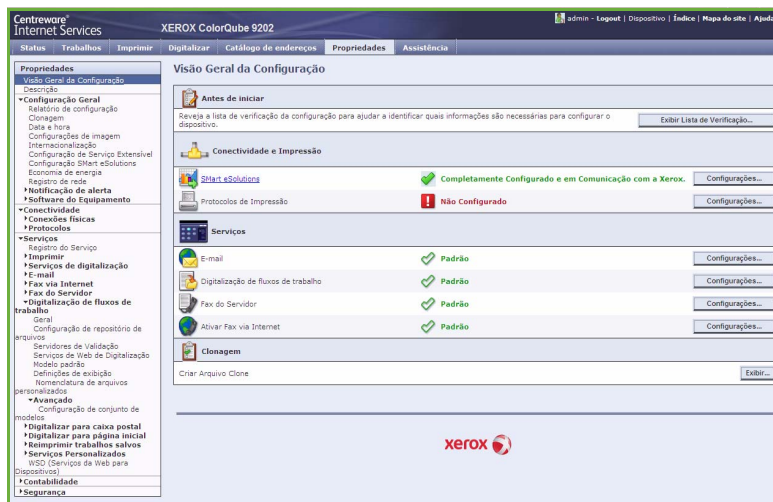 Centreware®
Internet Services
XEROX ColorQube 9202
admin - Logout | Dispositivo | Índice | Mapa do site | Ajuda
Status
Trabalhos
Imprimir
Digitalizar
Catálogo de endereços
Propriedades
Assistência
Propriedades
Visão Geral da Configuração
Descrição
Configuração Geral
Relatório de configuração
Clonagem
Data e hora
Configurações de imagem
Internacionalização
Configuração de Serviço Extensível
Configuração SMart eSolutions
Economia de energia
Registro de rede
Notificação de alerta
Software do Equipamento
Conectividade
Conexões físicas
Protocolos
Serviços
Registro do Serviço
Imprimir
Serviços de digitalização
E-mail
Fax via Internet
Fax do Servidor
Digitalização de fluxos de
trabalho
Geral
Configuração de repositório de
arquivos
Servidores de Validação
Serviços de Web de Digitalização
Modelo padrão
Definições de exibição
Nomenclatura de arquivos
personalizados
Avançado
Configuração de conjunto de
modelos
Digitalizar para caixa postal
Digitalizar para página inicial
Reimprimir trabalhos salvos
Serviços Personalizados
WSD (Serviços da Web para
Dispositivos)
Contabilidade
Segurança
Visão Geral da Configuração
Antes de iniciar
Reveja a lista de verificação da configuração para ajudar a identificar quais informações são necessárias para configurar o
dispositivo.
Exibir Lista de Verificação...
Conectividade e Impressão
SMart eSolutions
Completamente Configurado e em Comunicação com a Xerox.
Configurações...
Protocolos de Impressão
Não Configurado
Configurações...
Serviços
E-mail
Padrão
Configurações...
Digitalização de fluxos de trabalho
Padrão
Configurações...
Fax do Servidor
Padrão
Configurações...
Ativar Fax via Internet
Padrão
Configurações...
Clonagem
Criar Arquivo Clone
Exibir...
xerox